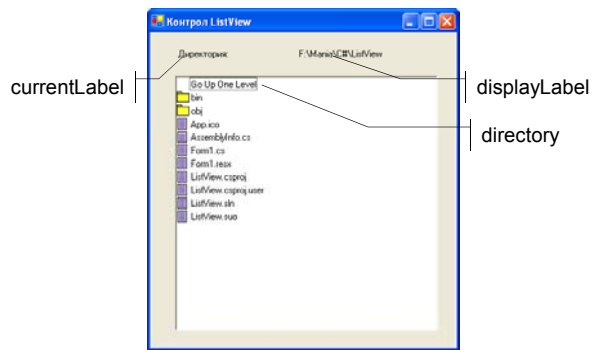 Контрол ListView
Директория: F:\Mania\C#\ListView
currentLabel
displayLabel
Go Up One Level
bin
directory
obj
App.ico
AssemblyInfo.cs
Form1.cs
Form1.resx
ListView.csproj
ListView.csproj.user
ListView.sln
ListView.suo